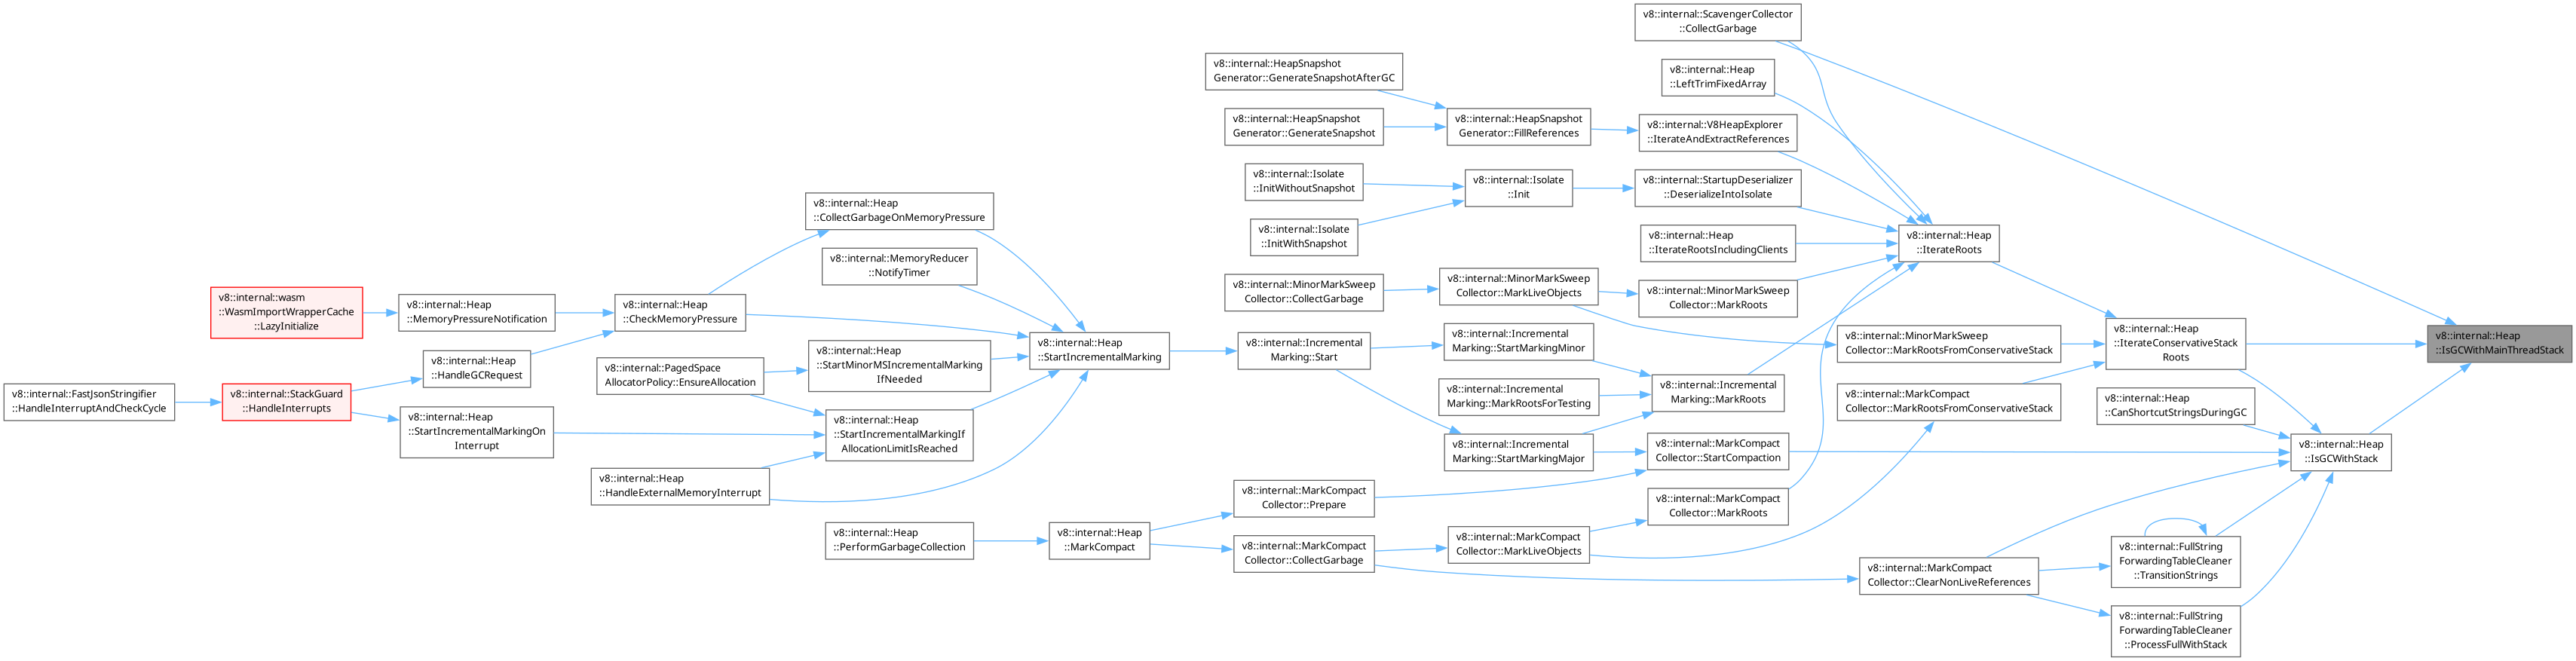 v8::internal::ScavengerCollector
::CollectGarbage
v8::internal::HeapSnapshot
Generator::GenerateSnapshotAfterGC
v8::internal::Heap
::LeftTrimFixedArray
v8::internal::HeapSnapshot
Generator::GenerateSnapshot
v8::internal::HeapSnapshot
Generator::FillReferences
v8::internal::V8HeapExplorer
::IterateAndExtractReferences
v8::internal::Isolate
::InitWithoutSnapshot
v8::internal::Isolate
::Init
v8::internal::StartupDeserializer
::DeserializeIntoIsolate
v8::internal::Heap
::CollectGarbageOnMemoryPressure
v8::internal::Isolate
::InitWithSnapshot
v8::internal::Heap
::IterateRootsIncludingClients
v8::internal::Heap
::IterateRoots
v8::internal::MemoryReducer
::NotifyTimer
v8::internal::MinorMarkSweep
Collector::CollectGarbage
v8::internal::MinorMarkSweep
Collector::MarkLiveObjects
v8::internal::MinorMarkSweep
Collector::MarkRoots
v8::internal::wasm
::WasmImportWrapperCache
::LazyInitialize
v8::internal::Heap
::MemoryPressureNotification
v8::internal::Heap
::CheckMemoryPressure
v8::internal::Heap
::StartIncrementalMarking
v8::internal::Incremental
Marking::Start
v8::internal::Incremental
Marking::StartMarkingMinor
v8::internal::MinorMarkSweep
Collector::MarkRootsFromConservativeStack
v8::internal::Heap
::IterateConservativeStack
Roots
v8::internal::Heap
::IsGCWithMainThreadStack
v8::internal::Heap
::HandleGCRequest
v8::internal::PagedSpace
AllocatorPolicy::EnsureAllocation
v8::internal::Heap
::StartMinorMSIncrementalMarking
IfNeeded
v8::internal::Incremental
Marking::MarkRootsForTesting
v8::internal::Incremental
Marking::MarkRoots
v8::internal::MarkCompact
Collector::MarkRootsFromConservativeStack
v8::internal::Heap
::CanShortcutStringsDuringGC
v8::internal::FastJsonStringifier
::HandleInterruptAndCheckCycle
v8::internal::StackGuard
::HandleInterrupts
v8::internal::Heap
::StartIncrementalMarkingOn
Interrupt
v8::internal::Heap
::StartIncrementalMarkingIf
AllocationLimitIsReached
v8::internal::Incremental
Marking::StartMarkingMajor
v8::internal::MarkCompact
Collector::StartCompaction
v8::internal::Heap
::IsGCWithStack
v8::internal::Heap
::HandleExternalMemoryInterrupt
v8::internal::MarkCompact
Collector::Prepare
v8::internal::MarkCompact
Collector::MarkRoots
v8::internal::Heap
::PerformGarbageCollection
v8::internal::Heap
::MarkCompact
v8::internal::MarkCompact
Collector::CollectGarbage
v8::internal::MarkCompact
Collector::MarkLiveObjects
v8::internal::MarkCompact
Collector::ClearNonLiveReferences
v8::internal::FullString
ForwardingTableCleaner
::TransitionStrings
v8::internal::FullString
ForwardingTableCleaner
::ProcessFullWithStack